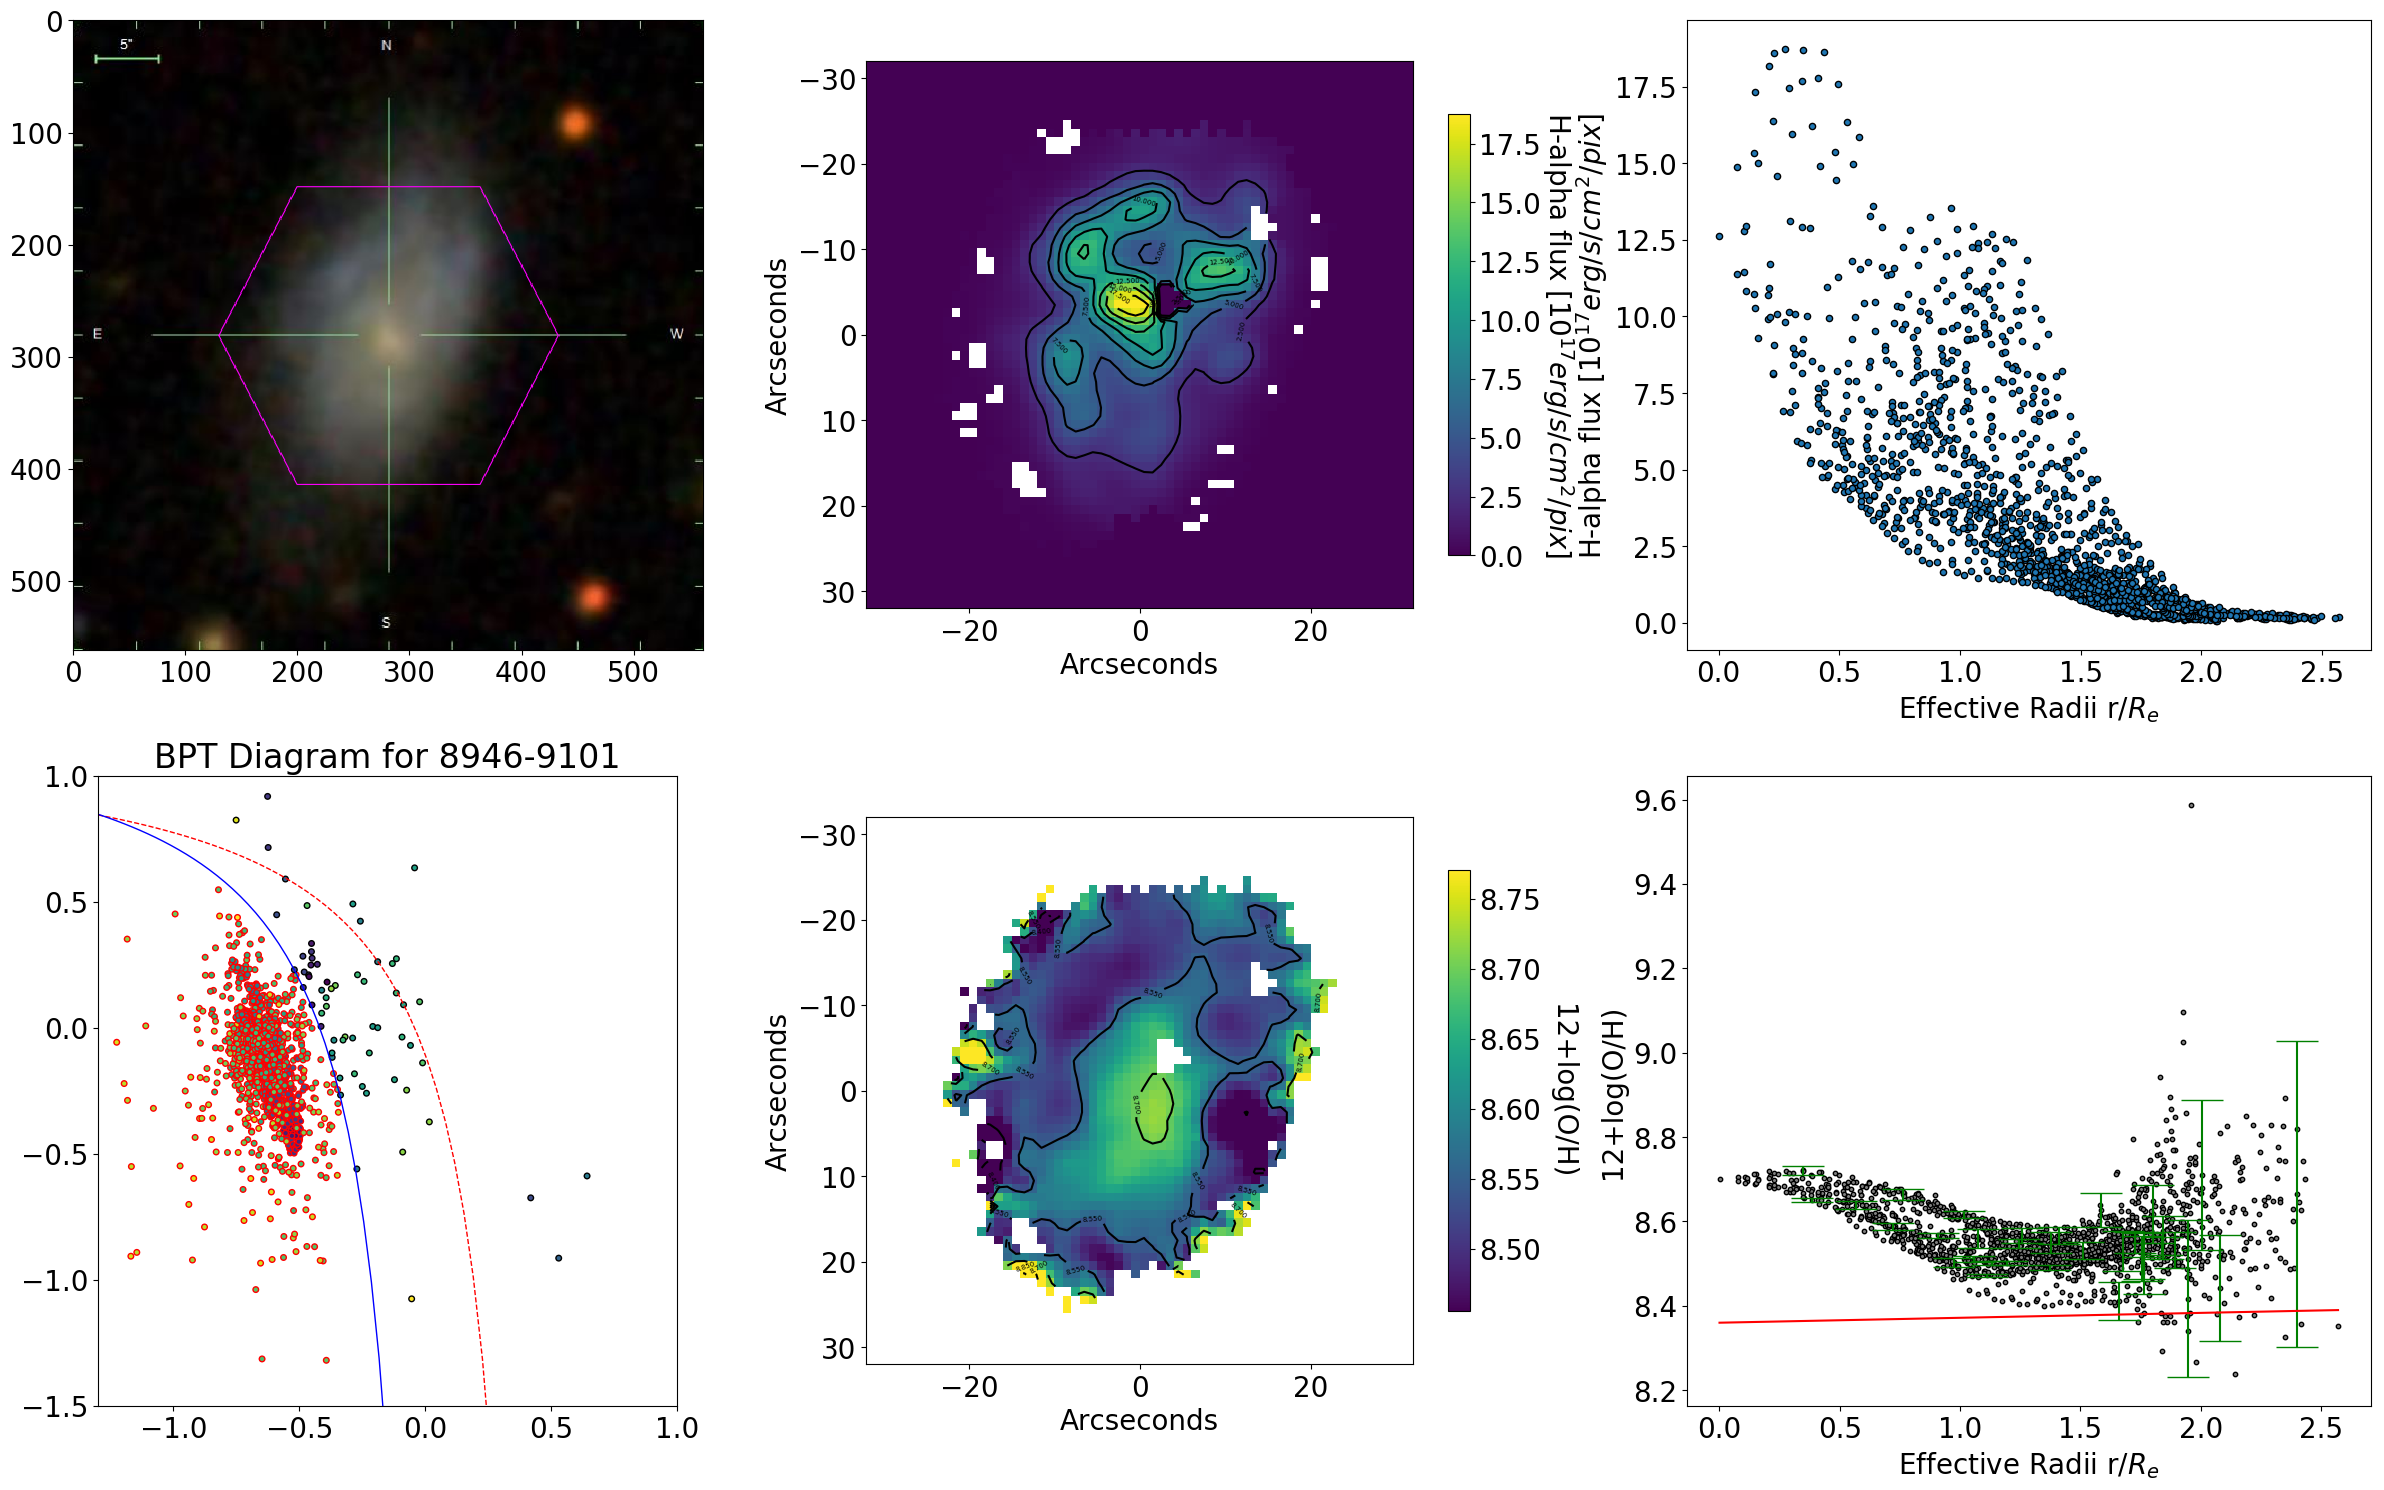 0
100
200
300
400
500
0 100 200 300 400 500
5"
N
E
W
S
−30
−20
−10
0
10
20
30
Arcseconds
−20 0 20
Arcseconds
17.5
15.0
12.5
10.0
7.5
5.0
2.5
0.0
H-alpha flux [10^17 erg/s/cm^2/pix]
H-alpha flux [10^17 erg/s/cm^2/pix]
17.5
15.0
12.5
10.0
7.5
5.0
2.5
0.0
0.0 0.5 1.0 1.5 2.0 2.5
Effective Radii r/R_e
BPT Diagram for 8946-9101
1.0
0.5
0.0
−0.5
−1.0
−1.5
−1.0 −0.5 0.0 0.5 1.0
−30
−20
−10
0
10
20
30
Arcseconds
−20 0 20
Arcseconds
8.75
8.70
8.65
8.60
8.55
8.50
12+log(O/H)
12+log(O/H)
9.6
9.4
9.2
9.0
8.8
8.6
8.4
8.2
0.0 0.5 1.0 1.5 2.0 2.5
Effective Radii r/R_e